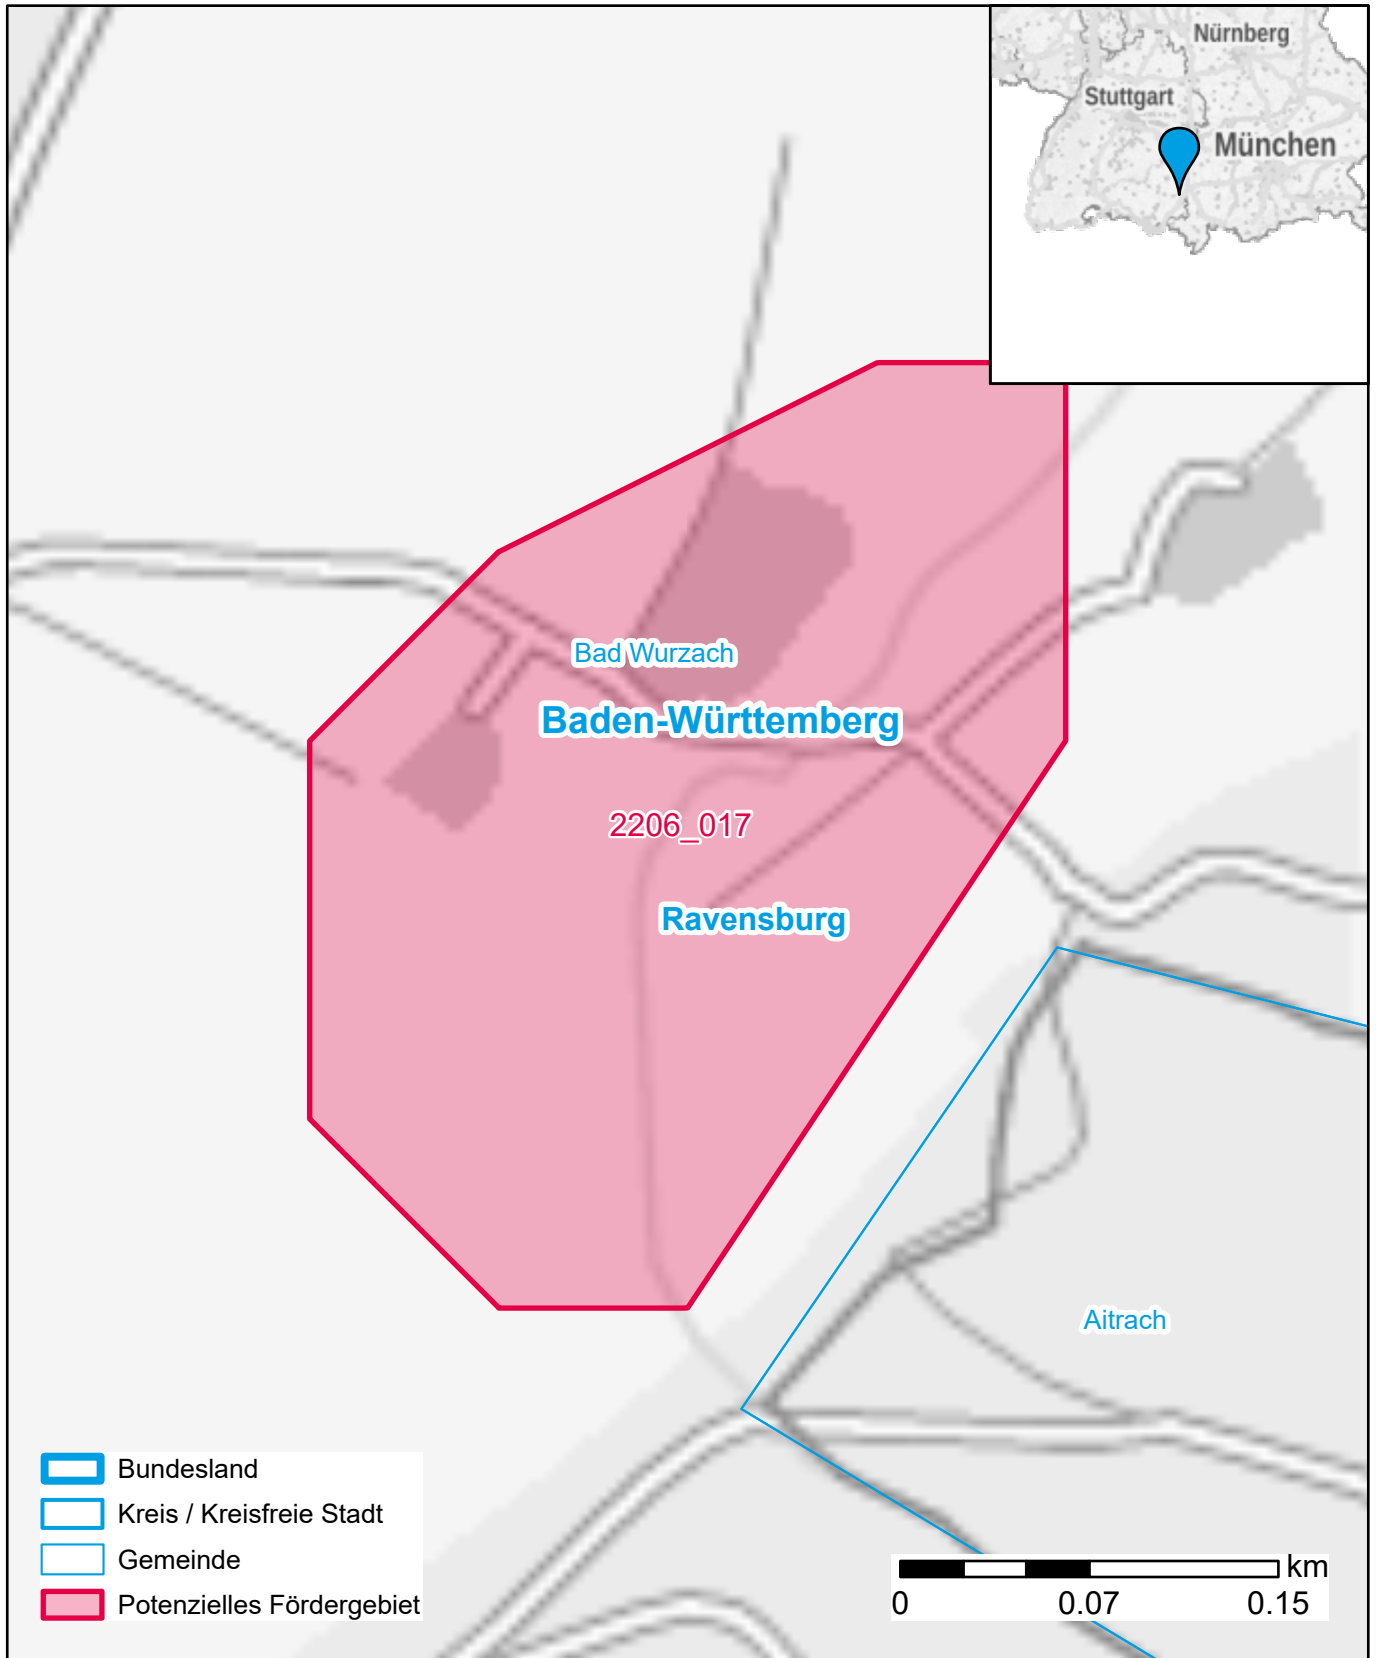 Nürnberg
Stuttgart
München
Bad Wurzach
Baden-Württemberg
2206_017
Ravensburg
Aitrach
Bundesland
Kreis / Kreisfreie Stadt
Gemeinde
Potenzielles Fördergebiet
km
0 0.07 0.15